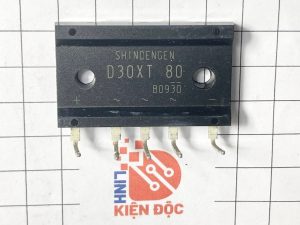 SHINDENGEN
D30XT 80
B0930
+ ~ ~ ~ −
LINH
KIỆN ĐỘC